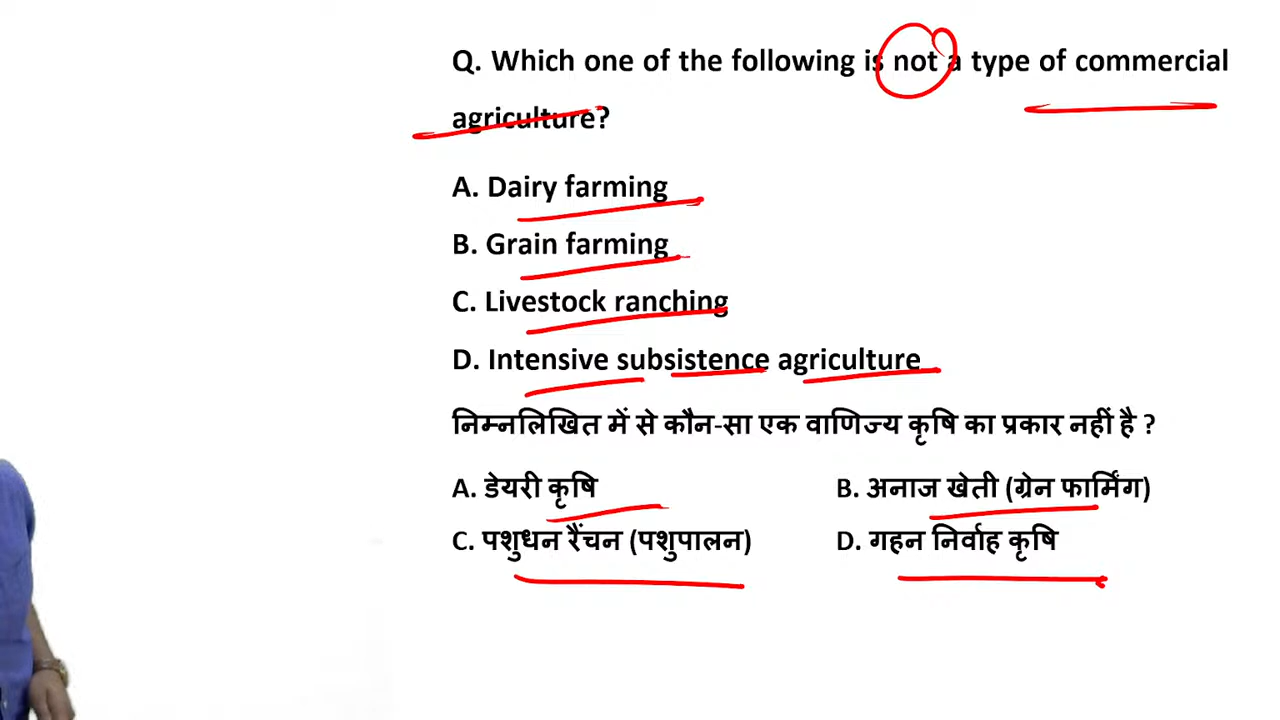 Q. Which one of the following is not a type of commercial
agriculture?
A. Dairy farming
B. Grain farming
C. Livestock ranching
D. Intensive subsistence agriculture
निम्नलिखित में से कौन-सा एक वाणिज्य कृषि का प्रकार नहीं है ?
A. डेयरी कृषि B. अनाज खेती (ग्रेन फार्मिंग)
C. पशुधन रैंचन (पशुपालन) D. गहन निर्वाह कृषि